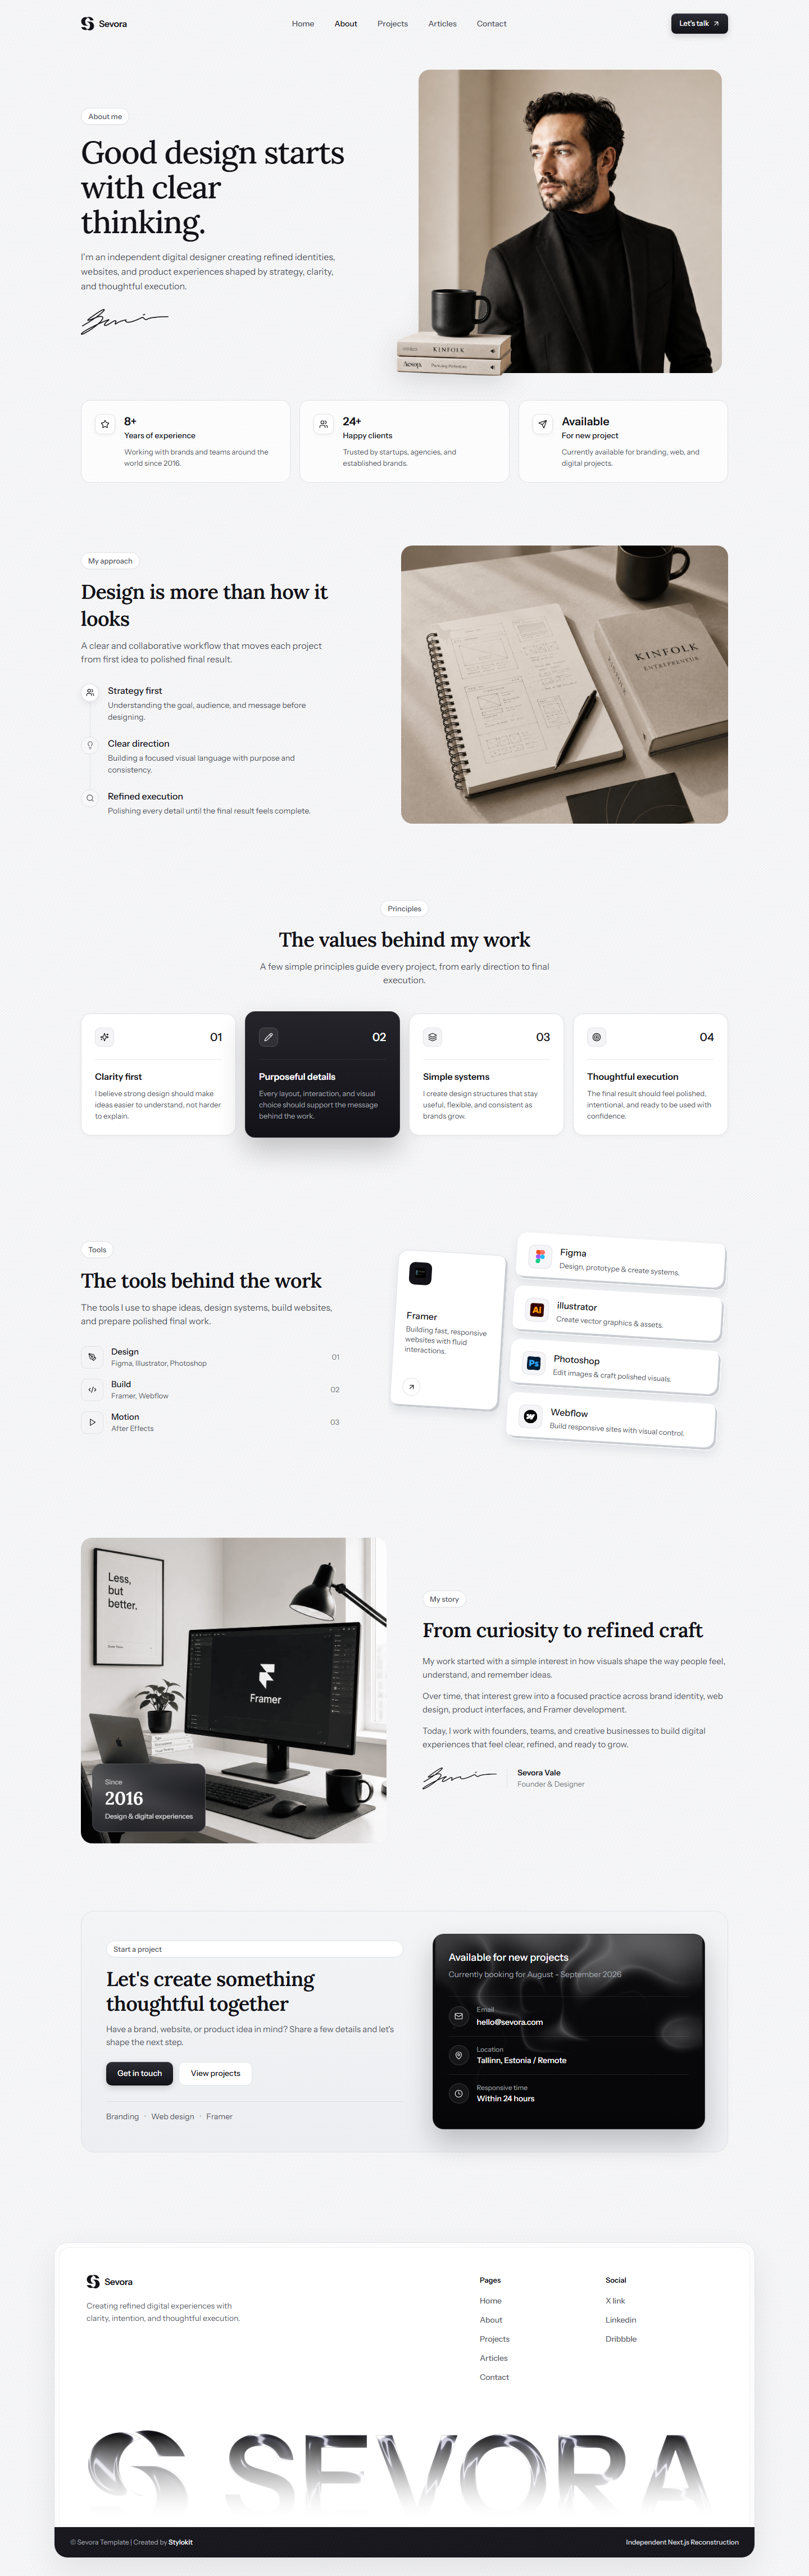 Sevora
Home
About
Projects
Articles
Contact
Let's talk
About me
Good design starts
with clear
thinking.
I'm an independent digital designer creating refined identities,
websites, and product experiences shaped by strategy, clarity,
and thoughtful execution.
KINFOLK
Aesop.
8+
Years of experience
Working with brands and teams around the
world since 2016.
24+
Happy clients
Trusted by startups, agencies, and
established brands.
Available
For new project
Currently available for branding, web, and
digital projects.
My approach
Design is more than how it
looks
A clear and collaborative workflow that moves each project
from first idea to polished final result.
Strategy first
Understanding the goal, audience, and message before
designing.
Clear direction
Building a focused visual language with purpose and
consistency.
Refined execution
Polishing every detail until the final result feels complete.
KINFOLK
ENTREPRENEUR
Principles
The values behind my work
A few simple principles guide every project, from early direction to final
execution.
01
Clarity first
I believe strong design should make
ideas easier to understand, not harder
to explain.
02
Purposeful details
Every layout, interaction, and visual
choice should support the message
behind the work.
03
Simple systems
I create design structures that stay
useful, flexible, and consistent as
brands grow.
04
Thoughtful execution
The final result should feel polished,
intentional, and ready to be used with
confidence.
Tools
The tools behind the work
The tools I use to shape ideas, design systems, build websites,
and prepare polished final work.
Design
Figma, Illustrator, Photoshop
01
Build
Framer, Webflow
02
Motion
After Effects
03
Framer
Building fast, responsive
websites with fluid
interactions.
Figma
Design, prototype & create systems.
Ai
illustrator
Create vector graphics & assets.
Ps
Photoshop
Edit images & craft polished visuals.
Webflow
Build responsive sites with visual control.
Less,
but
better.
Framer
Since
2016
Design & digital experiences
My story
From curiosity to refined craft
My work started with a simple interest in how visuals shape the way people feel,
understand, and remember ideas.
Over time, that interest grew into a focused practice across brand identity, web
design, product interfaces, and Framer development.
Today, I work with founders, teams, and creative businesses to build digital
experiences that feel clear, refined, and ready to grow.
Sevora Vale
Founder & Designer
Start a project
Let's create something
thoughtful together
Have a brand, website, or product idea in mind? Share a few details and let's
shape the next step.
Get in touch
View projects
Branding · Web design · Framer
Available for new projects
Currently booking for August – September 2026
Email
hello@sevora.com
Location
Tallinn, Estonia / Remote
Responsive time
Within 24 hours
Sevora
Creating refined digital experiences with
clarity, intention, and thoughtful execution.
Pages
Home
About
Projects
Articles
Contact
Social
X link
Linkedin
Dribbble
SEVORA
© Sevora Template | Created by Stylokit
Independent Next.js Reconstruction